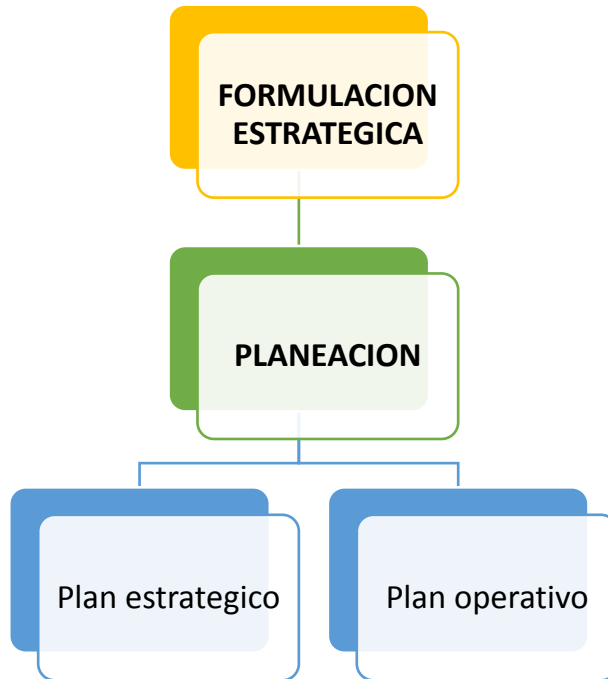 FORMULACION
ESTRATEGICA
PLANEACION
Plan estrategico
Plan operativo